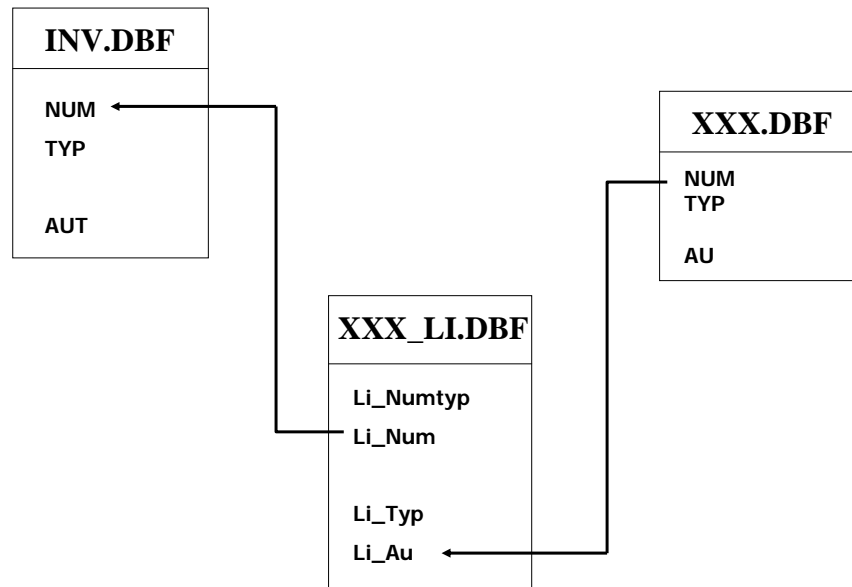 INV.DBF
NUM
TYP
AUT
XXX.DBF
NUM
TYP
AU
XXX_LI.DBF
Li_Numtyp
Li_Num
Li_Typ
Li_Au